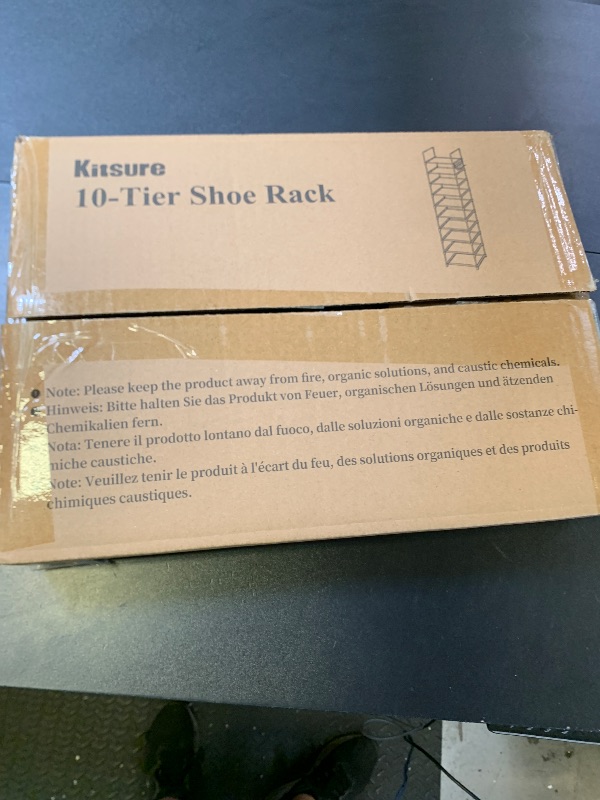 Kitsure
10-Tier Shoe Rack
Note: Please keep the product away from fire, organic solutions, and caustic chemicals.
Hinweis: Bitte halten Sie das Produkt von Feuer, organischen Lösungen und ätzenden
Chemikalien fern.
Nota: Tenere il prodotto lontano dal fuoco, dalle soluzioni organiche e dalle sostanze chi-
miche caustiche.
Note: Veuillez tenir le produit à l'écart du feu, des solutions organiques et des produits
chimiques caustiques.